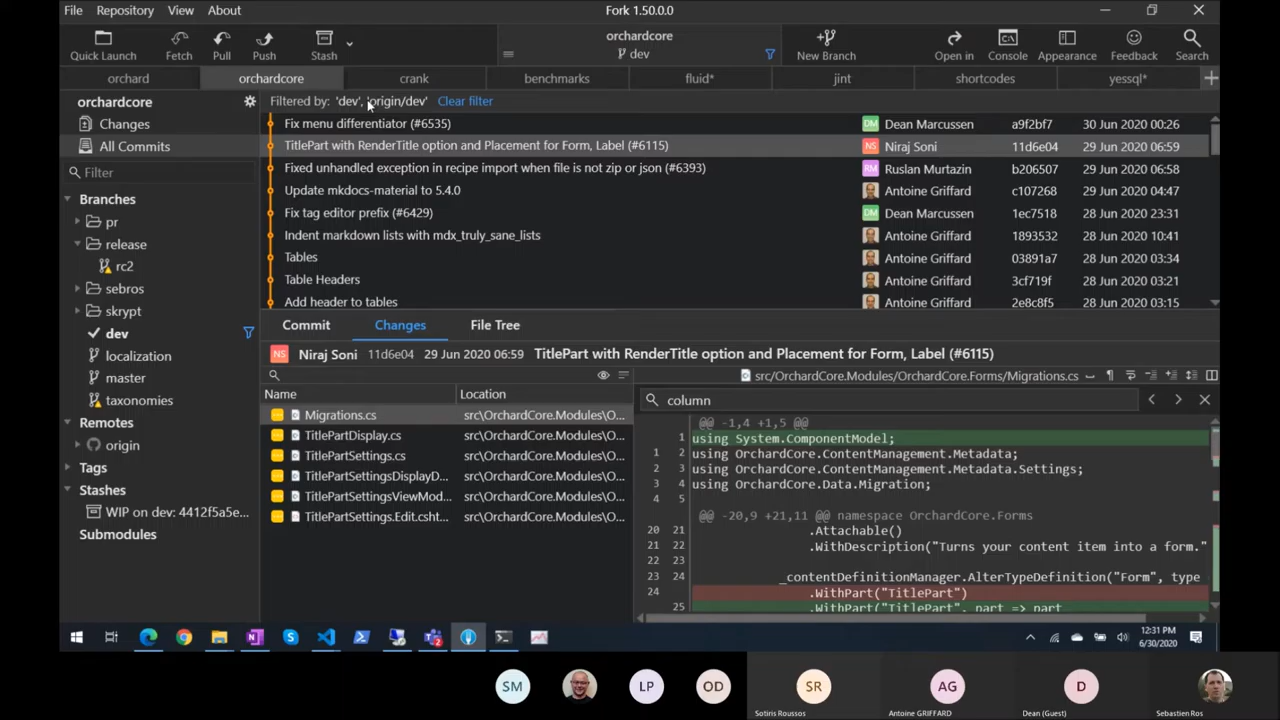 File Repository View About Fork 1.50.0.0
Quick Launch Fetch Pull Push Stash orchardcore dev New Branch Open in Console Appearance Feedback Search
orchard orchardcore crank benchmarks fluid* jint shortcodes yessql*
orchardcore
Changes
All Commits
Filter
Branches
pr
release
rc2
sebros
skrypt
dev
localization
master
taxonomies
Remotes
origin
Tags
Stashes
WIP on dev: 4412f5a5e...
Submodules
Filtered by: 'dev', 'origin/dev' Clear filter
Fix menu differentiator (#6535) DM Dean Marcussen a9f2bf7 30 Jun 2020 00:26
TitlePart with RenderTitle option and Placement for Form, Label (#6115) NS Niraj Soni 11d6e04 29 Jun 2020 06:59
Fixed unhandled exception in recipe import when file is not zip or json (#6393) RM Ruslan Murtazin b206507 29 Jun 2020 06:58
Update mkdocs-material to 5.4.0 Antoine Griffard c107268 29 Jun 2020 04:47
Fix tag editor prefix (#6429) DM Dean Marcussen 1ec7518 28 Jun 2020 23:31
Indent markdown lists with mdx_truly_sane_lists Antoine Griffard 1893532 28 Jun 2020 10:41
Tables Antoine Griffard 03891a7 28 Jun 2020 03:34
Table Headers Antoine Griffard 3cf719f 28 Jun 2020 03:21
Add header to tables Antoine Griffard 2e8c8f5 28 Jun 2020 03:15
Commit Changes File Tree
NS Niraj Soni 11d6e04 29 Jun 2020 06:59 TitlePart with RenderTitle option and Placement for Form, Label (#6115)
Name Location
Migrations.cs src\OrchardCore.Modules\O...
TitlePartDisplay.cs src\OrchardCore.Modules\O...
TitlePartSettings.cs src\OrchardCore.Modules\O...
TitlePartSettingsDisplayD... src\OrchardCore.Modules\O...
TitlePartSettingsViewMod... src\OrchardCore.Modules\O...
TitlePartSettings.Edit.csht... src\OrchardCore.Modules\O...
src/OrchardCore.Modules/OrchardCore.Forms/Migrations.cs
column
@@ -1,4 +1,5 @@
1 using System.ComponentModel;
1 2 using OrchardCore.ContentManagement.Metadata;
2 3 using OrchardCore.ContentManagement.Metadata.Settings;
3 4 using OrchardCore.Data.Migration;
4 5
@@ -20,9 +21,11 @@ namespace OrchardCore.Forms
20 21 .Attachable()
21 22 .WithDescription("Turns your content item into a form."
22 23
23 24 _contentDefinitionManager.AlterTypeDefinition("Form", type
24 .WithPart("TitlePart")
25 .WithPart("TitlePart", part => part
12:31 PM
6/30/2020
SM LP OD SR AG D
Sotiris Roussos Antoine GRIFFARD Dean (Guest) Sebastien Ros